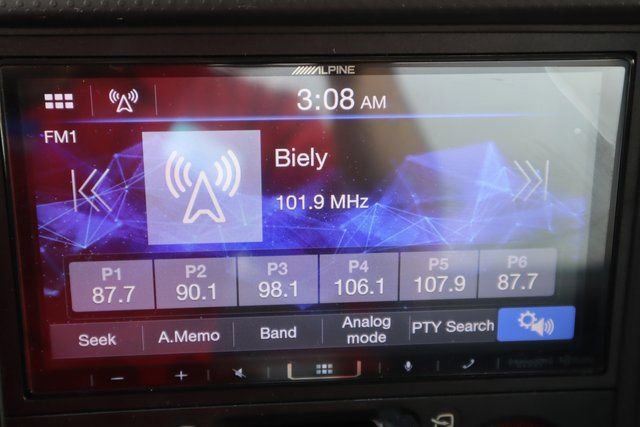 ALPINE
3:08 AM
FM1
Biely
101.9 MHz
P1 P2 P3 P4 P5 P6
87.7 90.1 98.1 106.1 107.9 87.7
Seek A.Memo Band Analog mode PTY Search